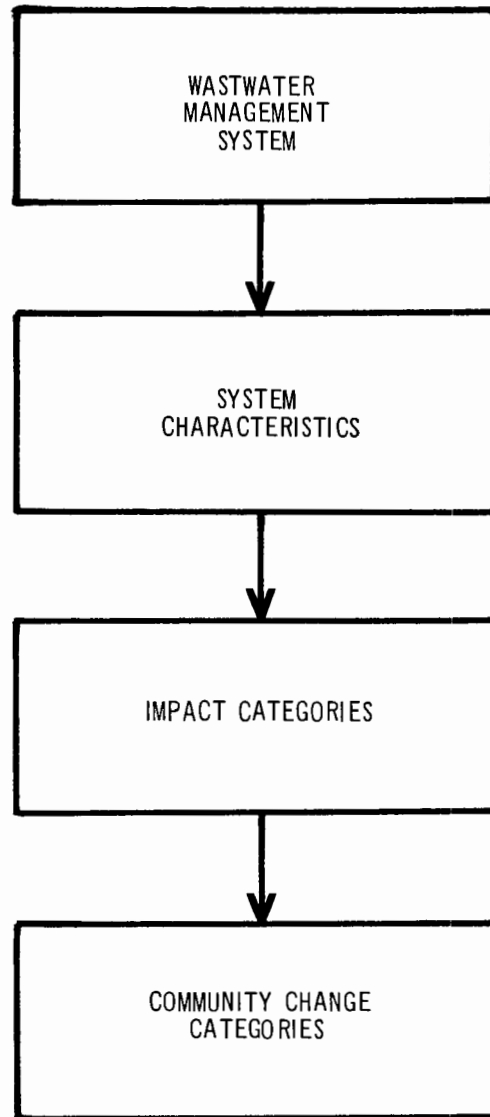 WASTWATER
MANAGEMENT
SYSTEM
SYSTEM
CHARACTERISTICS
IMPACT CATEGORIES
COMMUNITY CHANGE
CATEGORIES